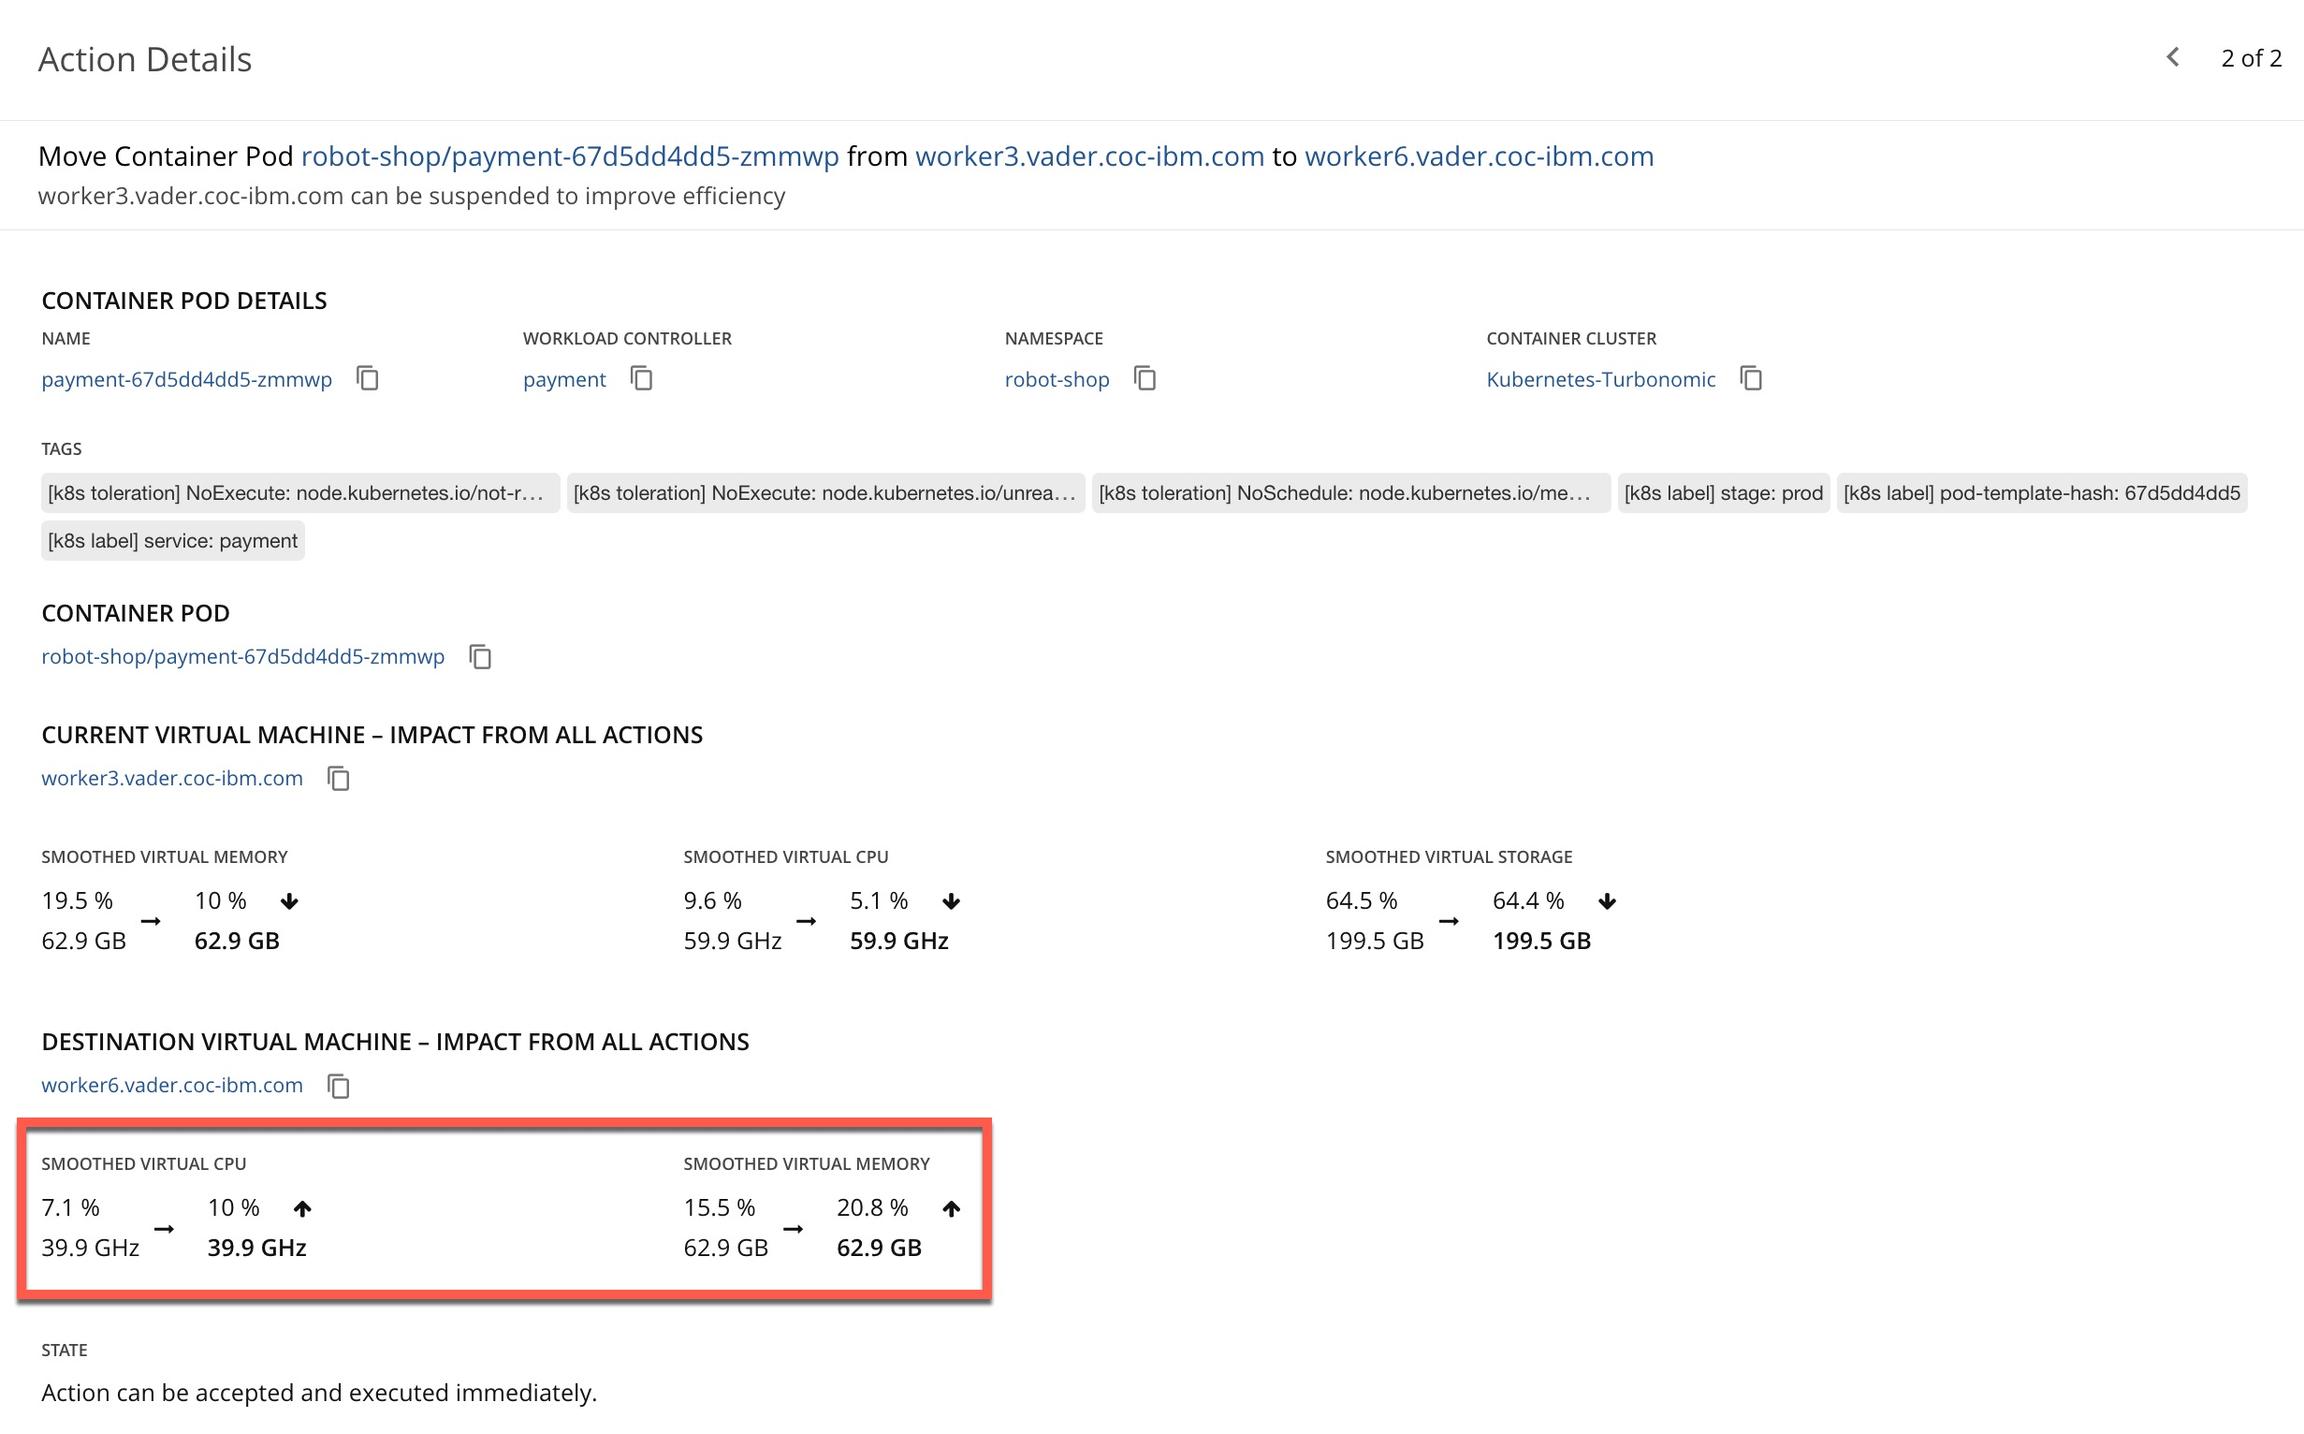 Action Details
2 of 2
Move Container Pod robot-shop/payment-67d5dd4dd5-zmmwp from worker3.vader.coc-ibm.com to worker6.vader.coc-ibm.com
worker3.vader.coc-ibm.com can be suspended to improve efficiency
CONTAINER POD DETAILS
NAME WORKLOAD CONTROLLER NAMESPACE CONTAINER CLUSTER
payment-67d5dd4dd5-zmmwp payment robot-shop Kubernetes-Turbonomic
TAGS
[k8s toleration] NoExecute: node.kubernetes.io/not-r... [k8s toleration] NoExecute: node.kubernetes.io/unrea... [k8s toleration] NoSchedule: node.kubernetes.io/me... [k8s label] stage: prod [k8s label] pod-template-hash: 67d5dd4dd5
[k8s label] service: payment
CONTAINER POD
robot-shop/payment-67d5dd4dd5-zmmwp
CURRENT VIRTUAL MACHINE – IMPACT FROM ALL ACTIONS
worker3.vader.coc-ibm.com
SMOOTHED VIRTUAL MEMORY SMOOTHED VIRTUAL CPU SMOOTHED VIRTUAL STORAGE
19.5 % → 10 % ↓ 9.6 % → 5.1 % ↓ 64.5 % → 64.4 % ↓
62.9 GB 62.9 GB 59.9 GHz 59.9 GHz 199.5 GB 199.5 GB
DESTINATION VIRTUAL MACHINE – IMPACT FROM ALL ACTIONS
worker6.vader.coc-ibm.com
SMOOTHED VIRTUAL CPU SMOOTHED VIRTUAL MEMORY
7.1 % → 10 % ↑ 15.5 % → 20.8 % ↑
39.9 GHz 39.9 GHz 62.9 GB 62.9 GB
STATE
Action can be accepted and executed immediately.